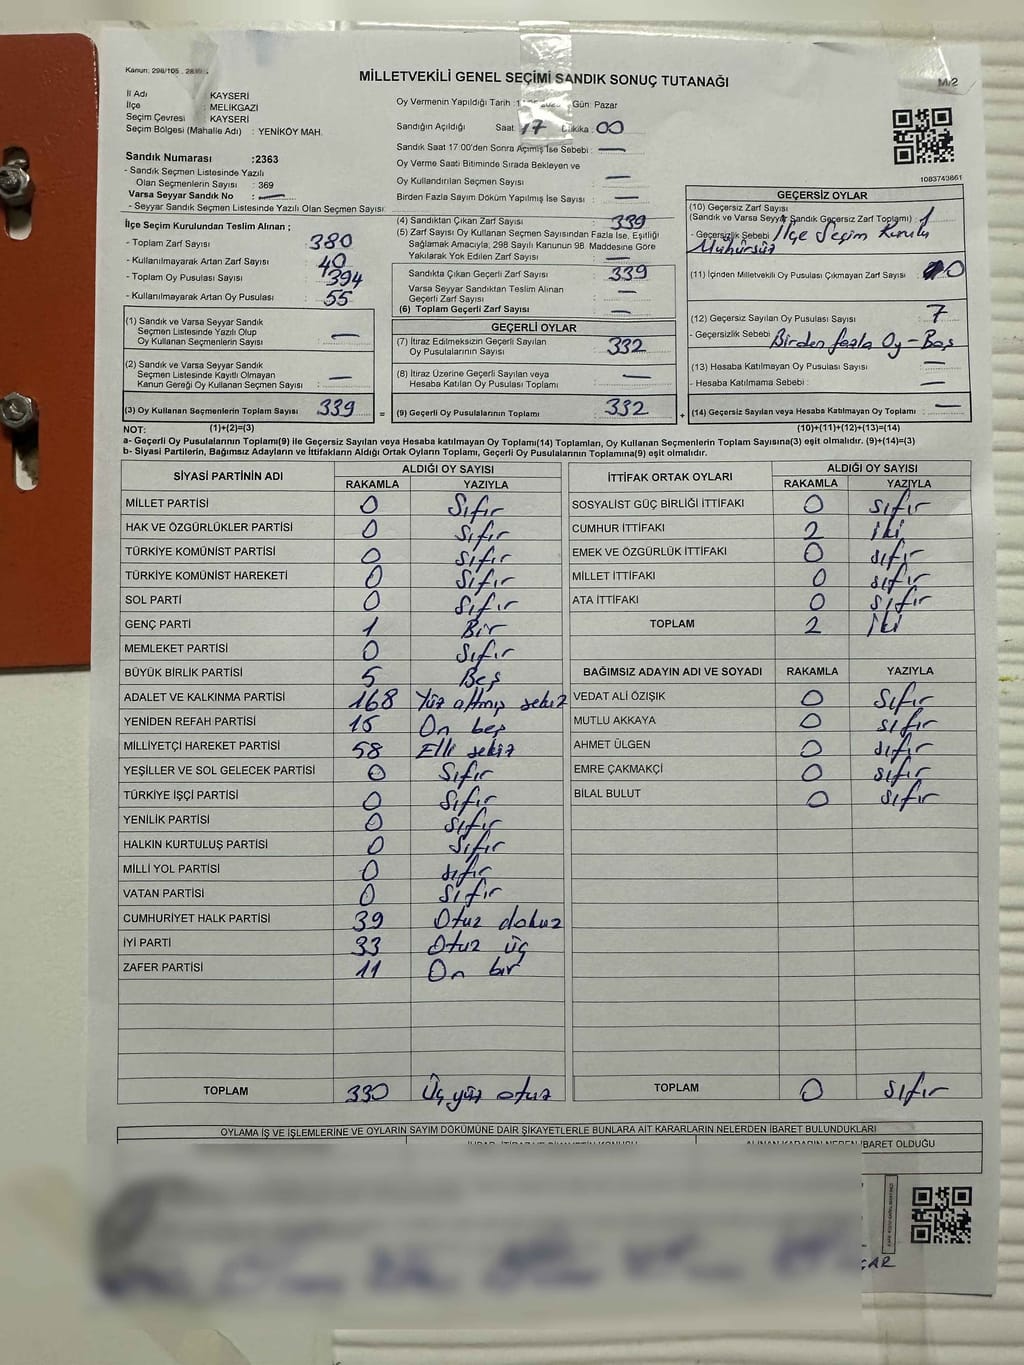 Kanun: 298/105
MİLLETVEKİLİ GENEL SEÇİMİ SANDIK SONUÇ TUTANAĞI
M/2
İl Adı : KAYSERİ
İlçe : MELİKGAZİ
Seçim Çevresi : KAYSERİ
Seçim Bölgesi (Mahalle Adı) : YENİKÖY MAH.
Sandık Numarası :2363
- Sandık Seçmen Listesinde Yazılı
Olan Seçmenlerin Sayısı : 369
Varsa Seyyar Sandık No : —
- Seyyar Sandık Seçmen Listesinde Yazılı Olan Seçmen Sayısı:
Oy Vermenin Yapıldığı Tarih : Gün: Pazar
Sandığın Açıldığı Saat: 17 Dakika : 00
Sandık Saat 17:00'den Sonra Açılmış İse Sebebi : —
Oy Verme Saati Bitiminde Sırada Bekleyen ve
Oy Kullandırılan Seçmen Sayısı : —
Birden Fazla Sayım Döküm Yapılmış İse Sayısı : —
1083740861
İlçe Seçim Kurulundan Teslim Alınan ;
- Toplam Zarf Sayısı : 380
- Kullanılmayarak Artan Zarf Sayısı : 40
- Toplam Oy Pusulası Sayısı : 1394
- Kullanılmayarak Artan Oy Pusulası : 55
(4) Sandıktan Çıkan Zarf Sayısı : 339
(5) Zarf Sayısı Oy Kullanan Seçmen Sayısından Fazla İse, Eşitliği
Sağlamak Amacıyla, 298 Sayılı Kanunun 98. Maddesine Göre
Yakılarak Yok Edilen Zarf Sayısı : —
Sandıkta Çıkan Geçerli Zarf Sayısı : 339
Varsa Seyyar Sandıktan Teslim Alınan
Geçerli Zarf Sayısı : —
(6) Toplam Geçerli Zarf Sayısı : —
GEÇERSİZ OYLAR
(10) Geçersiz Zarf Sayısı
(Sandık ve Varsa Seyyar Sandık Geçersiz Zarf Toplamı) : 1
- Geçersizlik Sebebi : İlçe Seçim Kurulu
Mühürsüz
(11) İçinden Milletvekili Oy Pusulası Çıkmayan Zarf Sayısı : 0
(12) Geçersiz Sayılan Oy Pusulası Sayısı : 7
- Geçersizlik Sebebi : Birden fazla Oy - Boş
(13) Hesaba Katılmayan Oy Pusulası Sayısı : —
- Hesaba Katılmama Sebebi : —
(14) Geçersiz Sayılan veya Hesaba Katılmayan Oy Toplamı : —
(1) Sandık ve Varsa Seyyar Sandık
Seçmen Listesinde Yazılı Olup
Oy Kullanan Seçmenlerin Sayısı : —
(2) Sandık ve Varsa Seyyar Sandık
Seçmen Listesinde Kayıtlı Olmayan
Kanun Gereği Oy Kullanan Seçmen Sayısı : —
(3) Oy Kullanan Seçmenlerin Toplam Sayısı : 339 =
GEÇERLİ OYLAR
(7) İtiraz Edilmeksizin Geçerli Sayılan
Oy Pusulalarının Sayısı : 332
(8) İtiraz Üzerine Geçerli Sayılan veya
Hesaba Katılan Oy Pusulası Toplamı : —
(9) Geçerli Oy Pusulalarının Toplamı : 332 +
NOT: (1)+(2)=(3) (10)+(11)+(12)+(13)=(14)
a- Geçerli Oy Pusulalarının Toplamı(9) İle Geçersiz Sayılan veya Hesaba katılmayan Oy Toplamı(14) Toplamları, Oy Kullanan Seçmenlerin Toplam Sayısına(3) eşit olmalıdır. (9)+(14)=(3)
b- Siyasi Partilerin, Bağımsız Adayların ve İttifakların Aldığı Ortak Oyların Toplamı, Geçerli Oy Pusulalarının Toplamına(9) eşit olmalıdır.
SİYASİ PARTİNİN ADI ALDIĞI OY SAYISI
RAKAMLA YAZIYLA
MİLLET PARTİSİ 0 Sıfır
HAK VE ÖZGÜRLÜKLER PARTİSİ 0 Sıfır
TÜRKİYE KOMÜNİST PARTİSİ 0 Sıfır
TÜRKİYE KOMÜNİST HAREKETİ 0 Sıfır
SOL PARTİ 0 Sıfır
GENÇ PARTİ 1 Bir
MEMLEKET PARTİSİ 0 Sıfır
BÜYÜK BİRLİK PARTİSİ 5 Beş
ADALET VE KALKINMA PARTİSİ 168 Yüz altmış sekiz
YENİDEN REFAH PARTİSİ 15 On beş
MİLLİYETÇİ HAREKET PARTİSİ 58 Elli sekiz
YEŞİLLER VE SOL GELECEK PARTİSİ 0 Sıfır
TÜRKİYE İŞÇİ PARTİSİ 0 Sıfır
YENİLİK PARTİSİ 0 Sıfır
HALKIN KURTULUŞ PARTİSİ 0 Sıfır
MİLLİ YOL PARTİSİ 0 sıfır
VATAN PARTİSİ 0 Sıfır
CUMHURİYET HALK PARTİSİ 39 Otuz dokuz
İYİ PARTİ 33 Otuz üç
ZAFER PARTİSİ 11 On bir
TOPLAM 330 Üç yüz otuz
İTTİFAK ORTAK OYLARI ALDIĞI OY SAYISI
RAKAMLA YAZIYLA
SOSYALİST GÜÇ BİRLİĞİ İTTİFAKI 0 sıfır
CUMHUR İTTİFAKI 2 iki
EMEK VE ÖZGÜRLÜK İTTİFAKI 0 sıfır
MİLLET İTTİFAKI 0 sıfır
ATA İTTİFAKI 0 sıfır
TOPLAM 2 iki
BAĞIMSIZ ADAYIN ADI VE SOYADI RAKAMLA YAZIYLA
VEDAT ALİ ÖZIŞIK 0 Sıfır
MUTLU AKKAYA 0 sıfır
AHMET ÜLGEN 0 sıfır
EMRE ÇAKMAKÇİ 0 sıfır
BİLAL BULUT 0 sıfır
TOPLAM 0 sıfır
OYLAMA İŞ VE İŞLEMLERİNE VE OYLARIN SAYIM DÖKÜMÜNE DAİR ŞİKAYETLERLE BUNLARA AİT KARARLARIN NELERDEN İBARET BULUNDUKLARI
ALINAN KARARIN NEDEN İBARET OLDUĞU